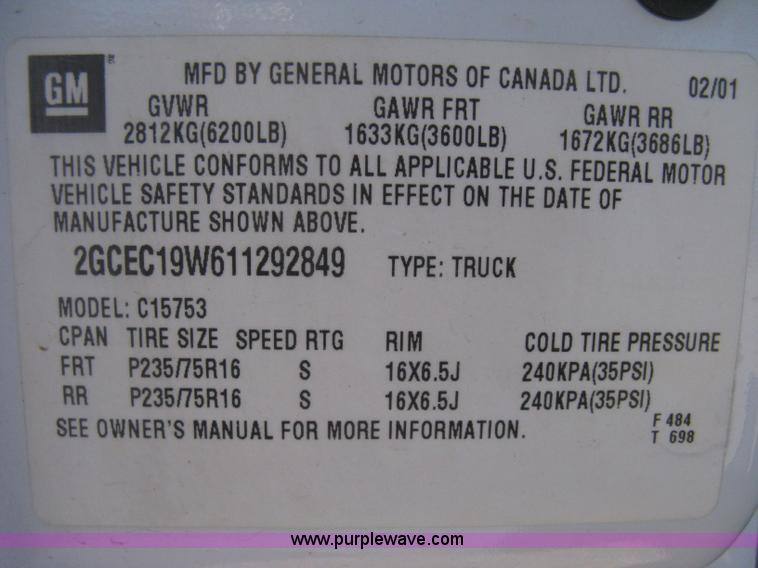 GM
MFD BY GENERAL MOTORS OF CANADA LTD. 02/01
GVWR GAWR FRT GAWR RR
2812KG(6200LB) 1633KG(3600LB) 1672KG(3686LB)
THIS VEHICLE CONFORMS TO ALL APPLICABLE U.S. FEDERAL MOTOR
VEHICLE SAFETY STANDARDS IN EFFECT ON THE DATE OF
MANUFACTURE SHOWN ABOVE.
2GCEC19W611292849 TYPE: TRUCK
MODEL: C15753
CPAN TIRE SIZE SPEED RTG RIM COLD TIRE PRESSURE
FRT P235/75R16 S 16X6.5J 240KPA(35PSI)
RR P235/75R16 S 16X6.5J 240KPA(35PSI)
SEE OWNER'S MANUAL FOR MORE INFORMATION.
F 484
T 698
www.purplewave.com